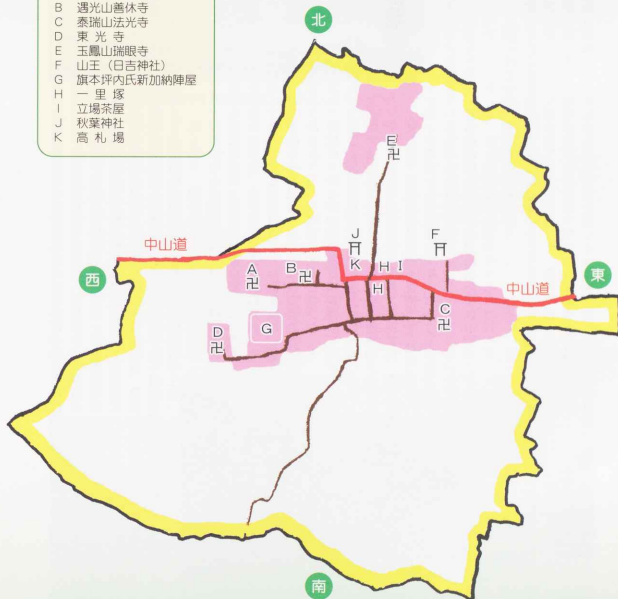 B 遇光山善休寺
C 泰瑞山法光寺
D 東光寺
E 玉鳳山瑞眼寺
F 山王（日吉神社）
G 旗本坪内氏新加納陣屋
H 一里塚
I 立場茶屋
J 秋葉神社
K 高札場
北
E
中山道
J
K
F
H I
西
A
B
H
中山道
東
C
D
G
南